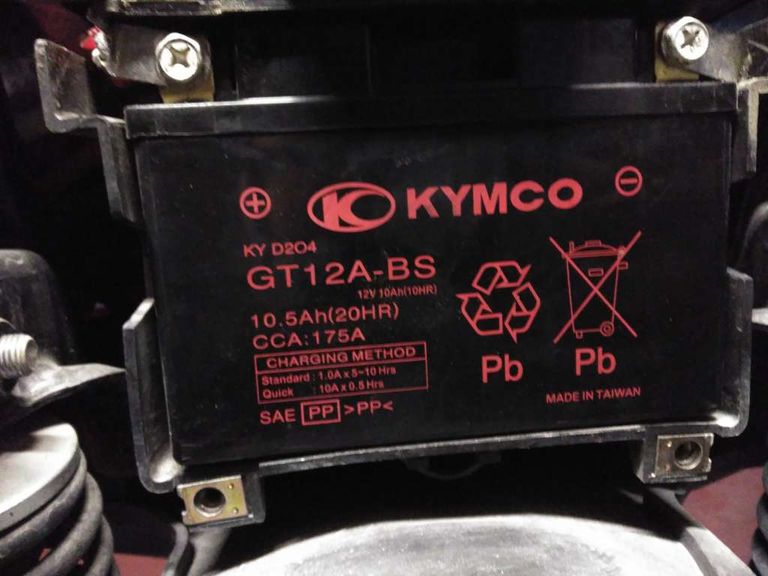 KYMCO
KY D204
GT12A-BS
12V 10Ah(10HR)
10.5Ah(20HR)
CCA:175A
CHARGING METHOD
Standard : 1.0A x 5~10 Hrs
Quick : 10A x 0.5 Hrs
SAE PP >PP<
Pb
Pb
MADE IN TAIWAN